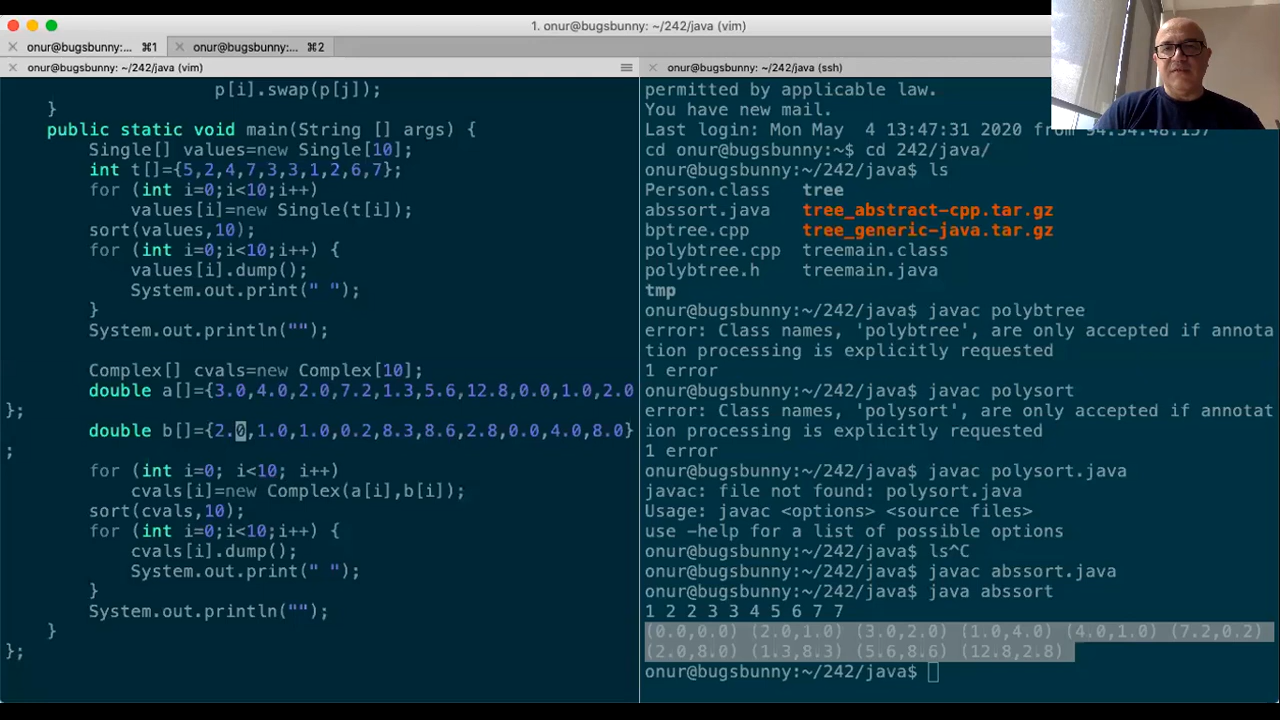 1. onur@bugsbunny: ~/242/java (vim)
onur@bugsbunny:... ⌘1
onur@bugsbunny:... ⌘2
onur@bugsbunny: ~/242/java (vim)
p[i].swap(p[j]);
}
public static void main(String [] args) {
Single[] values=new Single[10];
int t[]={5,2,4,7,3,3,1,2,6,7};
for (int i=0;i<10;i++)
values[i]=new Single(t[i]);
sort(values,10);
for (int i=0;i<10;i++) {
values[i].dump();
System.out.print(" ");
}
System.out.println("");
Complex[] cvals=new Complex[10];
double a[]={3.0,4.0,2.0,7.2,1.3,5.6,12.8,0.0,1.0,2.0
};
double b[]={2.0,1.0,1.0,0.2,8.3,8.6,2.8,0.0,4.0,8.0}
;
for (int i=0; i<10; i++)
cvals[i]=new Complex(a[i],b[i]);
sort(cvals,10);
for (int i=0;i<10;i++) {
cvals[i].dump();
System.out.print(" ");
}
System.out.println("");
}
};
onur@bugsbunny: ~/242/java (ssh)
permitted by applicable law.
You have new mail.
Last login: Mon May  4 13:47:31 2020 from
cd onur@bugsbunny:~$ cd 242/java/
onur@bugsbunny:~/242/java$ ls
Person.class tree
abssort.java tree_abstract-cpp.tar.gz
bptree.cpp tree_generic-java.tar.gz
polybtree.cpp treemain.class
polybtree.h treemain.java
tmp
onur@bugsbunny:~/242/java$ javac polybtree
error: Class names, 'polybtree', are only accepted if annota
tion processing is explicitly requested
1 error
onur@bugsbunny:~/242/java$ javac polysort
error: Class names, 'polysort', are only accepted if annotat
ion processing is explicitly requested
1 error
onur@bugsbunny:~/242/java$ javac polysort.java
javac: file not found: polysort.java
Usage: javac <options> <source files>
use -help for a list of possible options
onur@bugsbunny:~/242/java$ ls^C
onur@bugsbunny:~/242/java$ javac abssort.java
onur@bugsbunny:~/242/java$ java abssort
1 2 2 3 3 4 5 6 7 7
(0.0,0.0) (2.0,1.0) (3.0,2.0) (1.0,4.0) (4.0,1.0) (7.2,0.2)
(2.0,8.0) (1.3,8.3) (5.6,8.6) (12.8,2.8)
onur@bugsbunny:~/242/java$